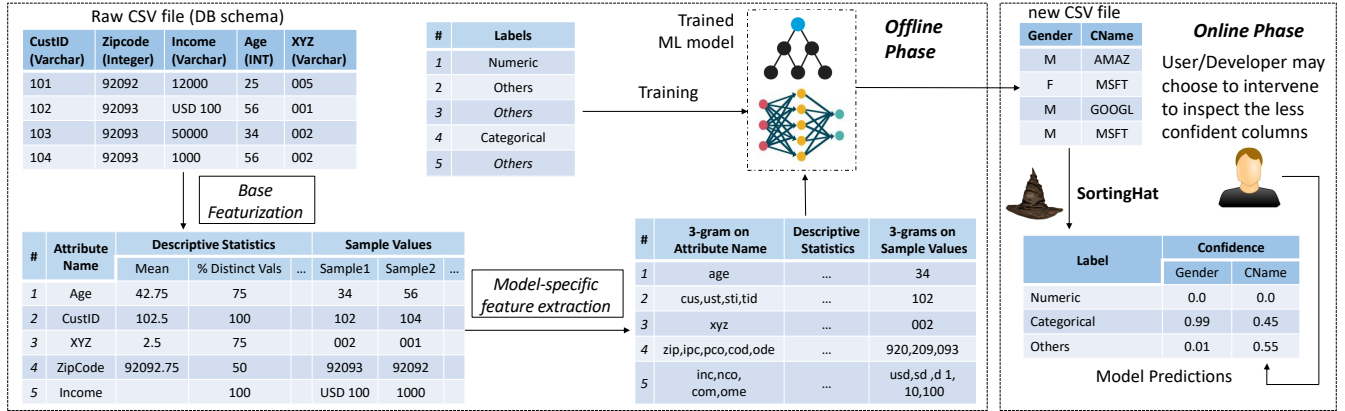 Raw CSV file (DB schema)
CustID (Varchar) Zipcode (Integer) Income (Varchar) Age (INT) XYZ (Varchar)
101 92092 12000 25 005
102 92093 USD 100 56 001
103 92093 50000 34 002
104 92093 1000 56 002
Base
Featurization
# Attribute Name Descriptive Statistics Sample Values
Mean % Distinct Vals ... Sample1 Sample2 ...
1 Age 42.75 75 34 56
2 CustID 102.5 100 102 104
3 XYZ 2.5 75 002 001
4 ZipCode 92092.75 50 92093 92092
5 Income 100 USD 100 1000
Model-specific
feature extraction
# Labels
1 Numeric
2 Others
3 Others
4 Categorical
5 Others
Training
Trained
ML model
Offline
Phase
# 3-gram on Attribute Name Descriptive Statistics 3-grams on Sample Values
1 age ... 34
2 cus,ust,sti,tid ... 102
3 xyz ... 002
4 zip,ipc,pco,cod,ode ... 920,209,093
5 inc,nco, com,ome ... usd,sd ,d 1, 10,100
new CSV file
Gender CName
M AMAZ
F MSFT
M GOOGL
M MSFT
Online Phase
User/Developer may
choose to intervene
to inspect the less
confident columns
SortingHat
Label Confidence
Gender CName
Numeric 0.0 0.0
Categorical 0.99 0.45
Others 0.01 0.55
Model Predictions